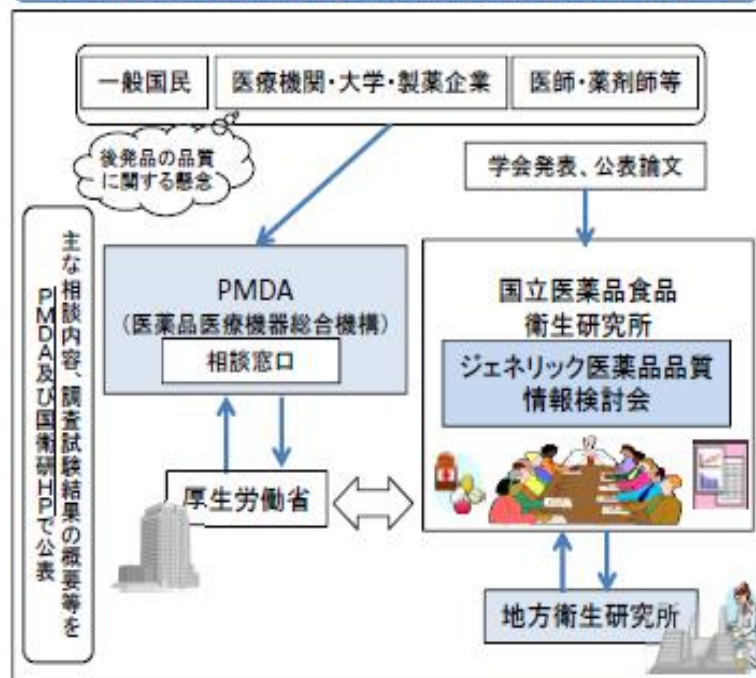 一般国民
医療機関・大学・製薬企業
医師・薬剤師等
後発品の品質
に関する懸念
学会発表、公表論文
主な相談内容、調査試験結果の概要等を
PMDA及び国衛研HPで公表
PMDA
(医薬品医療機器総合機構)
相談窓口
国立医薬品食品
衛生研究所
ジェネリック医薬品品質
情報検討会
厚生労働省
地方衛生研究所